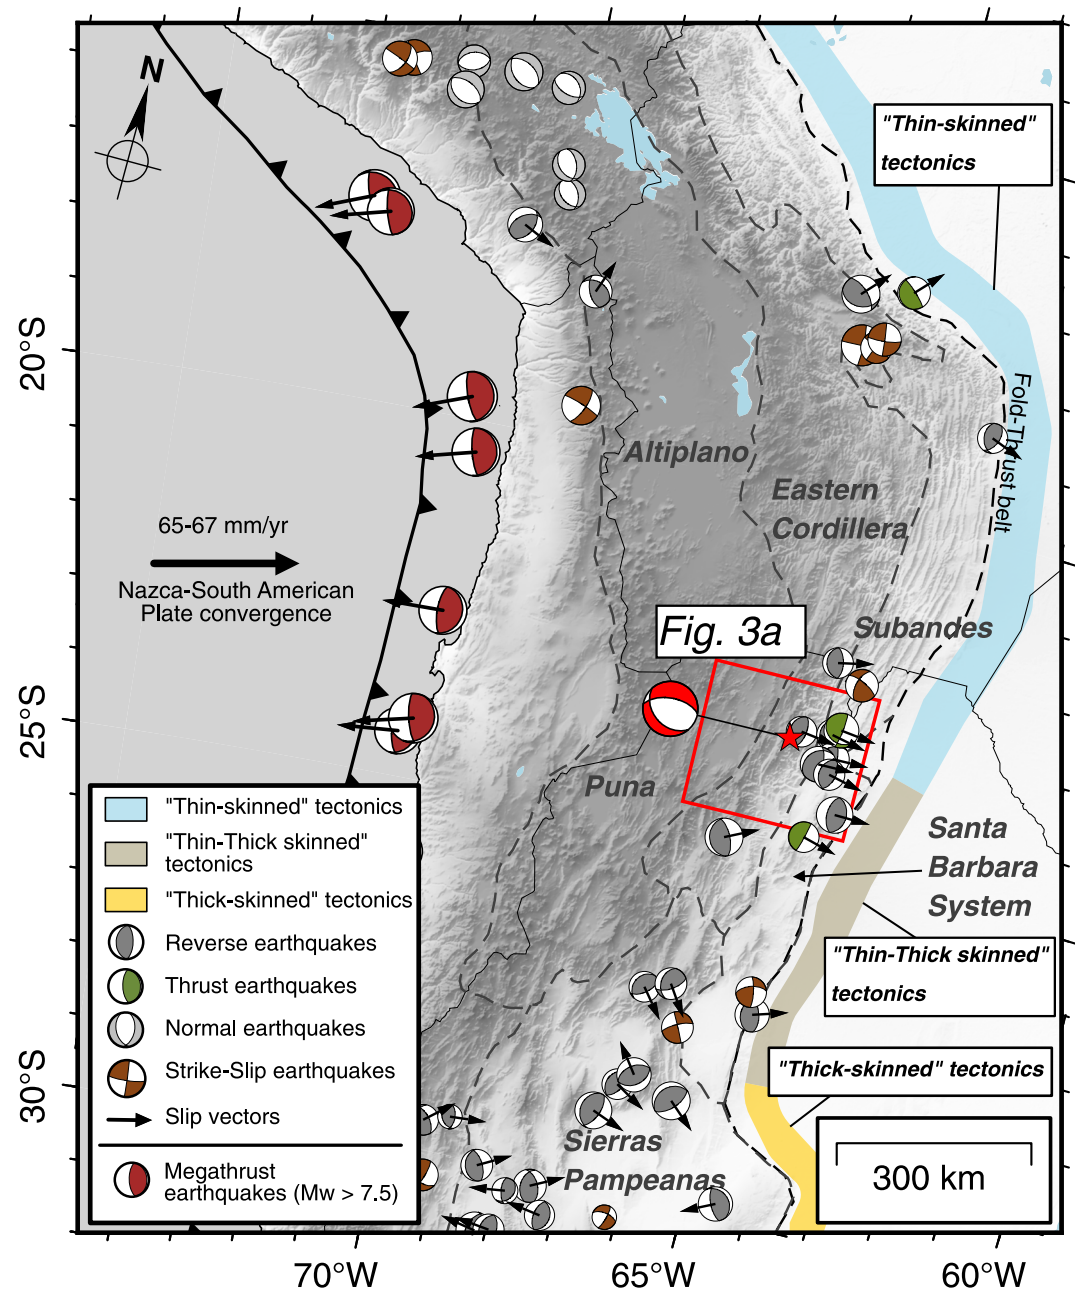 N
"Thin-skinned"
tectonics
20°S
Fold-Thrust belt
Altiplano
Eastern
Cordillera
65-67 mm/yr
Nazca-South American
Plate convergence
Fig. 3a
Subandes
25°S
Puna
Santa
Barbara
System
"Thin-skinned" tectonics
"Thin-Thick skinned"
tectonics
"Thick-skinned" tectonics
Reverse earthquakes
Thrust earthquakes
Normal earthquakes
Strike-Slip earthquakes
Slip vectors
Megathrust
earthquakes (Mw > 7.5)
"Thin-Thick skinned"
tectonics
30°S
"Thick-skinned" tectonics
Sierras
Pampeanas
300 km
70°W
65°W
60°W